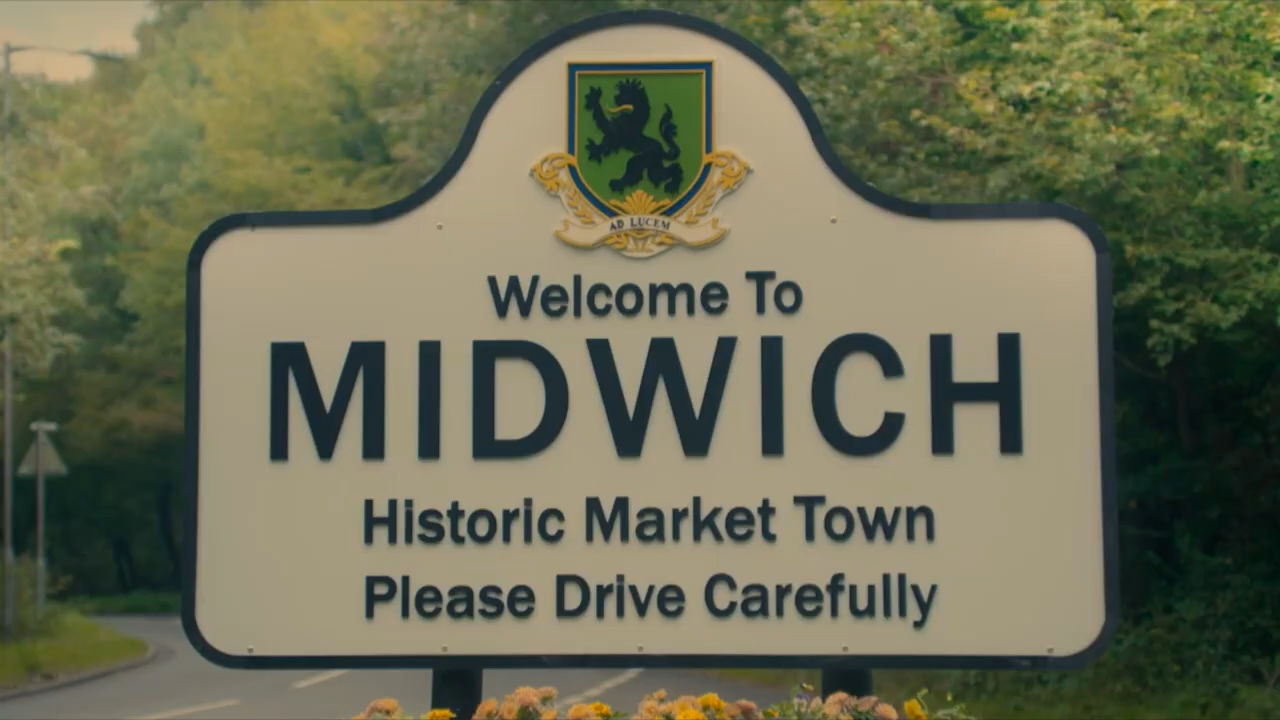 AD LUCEM
Welcome To
MIDWICH
Historic Market Town
Please Drive Carefully